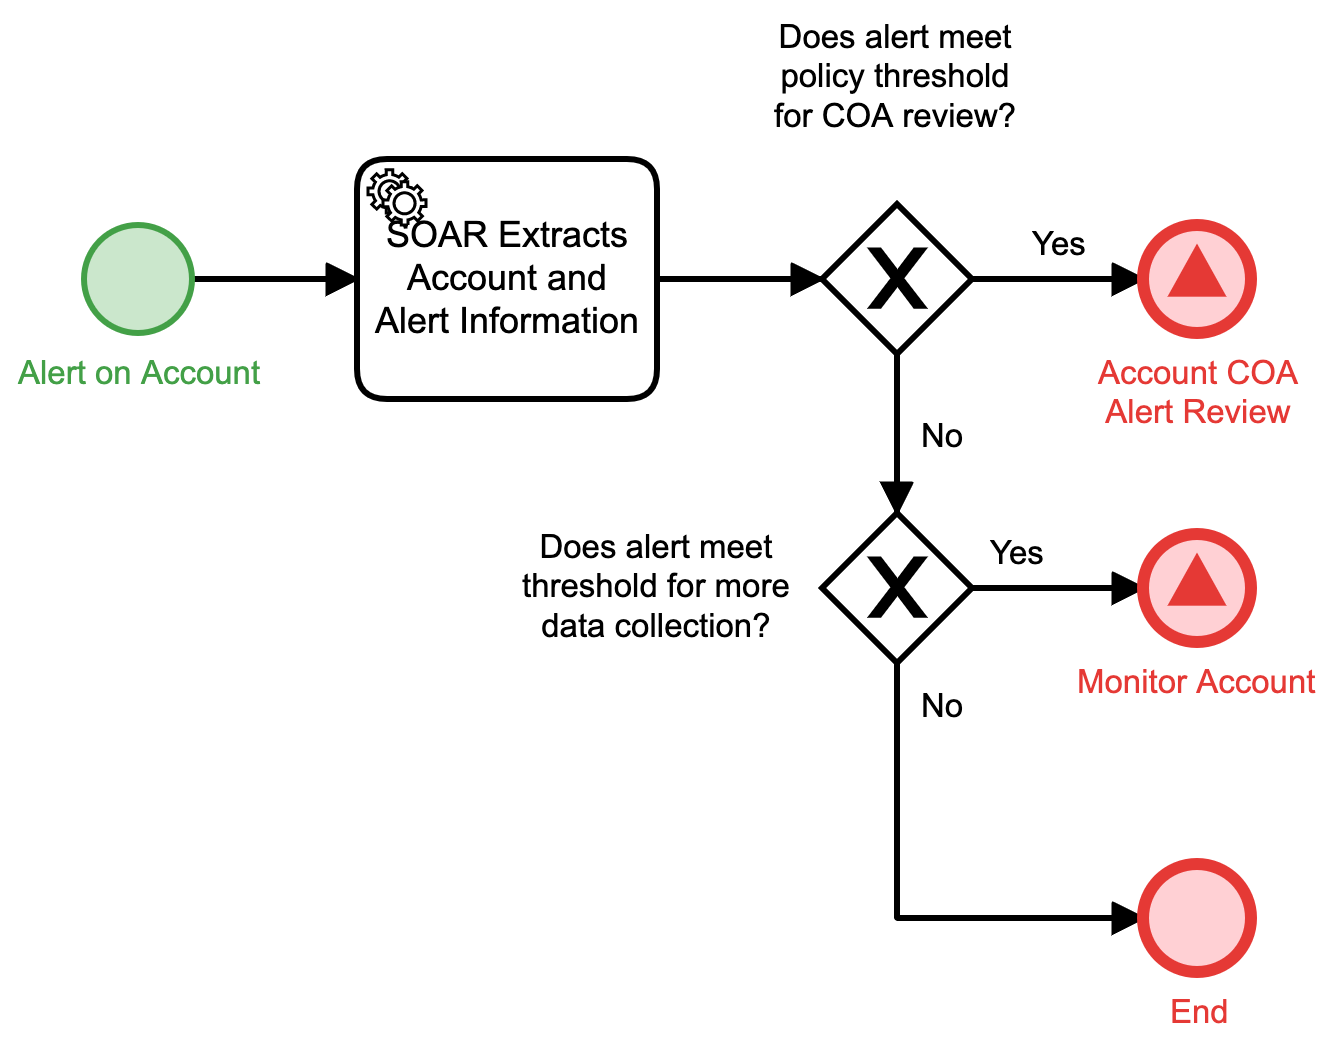 Does alert meet
policy threshold
for COA review?
SOAR Extracts
Account and
Alert Information
X
Yes
Alert on Account
Account COA
Alert Review
No
Does alert meet
threshold for more
data collection?
X
Yes
Monitor Account
No
End